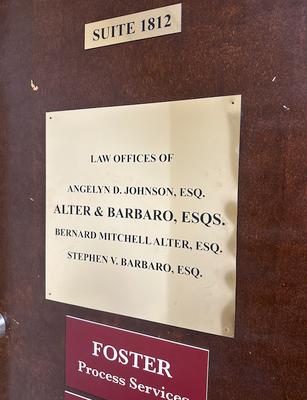 SUITE 1812
LAW OFFICES OF
ANGELYN D. JOHNSON, ESQ.
ALTER & BARBARO, ESQS.
BERNARD MITCHELL ALTER, ESQ.
STEPHEN V. BARBARO, ESQ.
FOSTER
Process Services